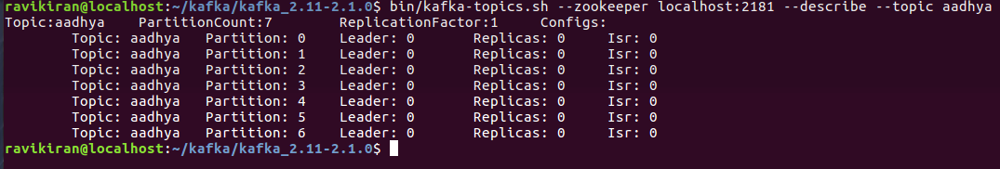 ravikiran@localhost:~/kafka/kafka_2.11-2.1.0$ bin/kafka-topics.sh --zookeeper localhost:2181 --describe --topic aadhya
Topic:aadhya PartitionCount:7 ReplicationFactor:1 Configs:
Topic: aadhya Partition: 0 Leader: 0 Replicas: 0 Isr: 0
Topic: aadhya Partition: 1 Leader: 0 Replicas: 0 Isr: 0
Topic: aadhya Partition: 2 Leader: 0 Replicas: 0 Isr: 0
Topic: aadhya Partition: 3 Leader: 0 Replicas: 0 Isr: 0
Topic: aadhya Partition: 4 Leader: 0 Replicas: 0 Isr: 0
Topic: aadhya Partition: 5 Leader: 0 Replicas: 0 Isr: 0
Topic: aadhya Partition: 6 Leader: 0 Replicas: 0 Isr: 0
ravikiran@localhost:~/kafka/kafka_2.11-2.1.0$